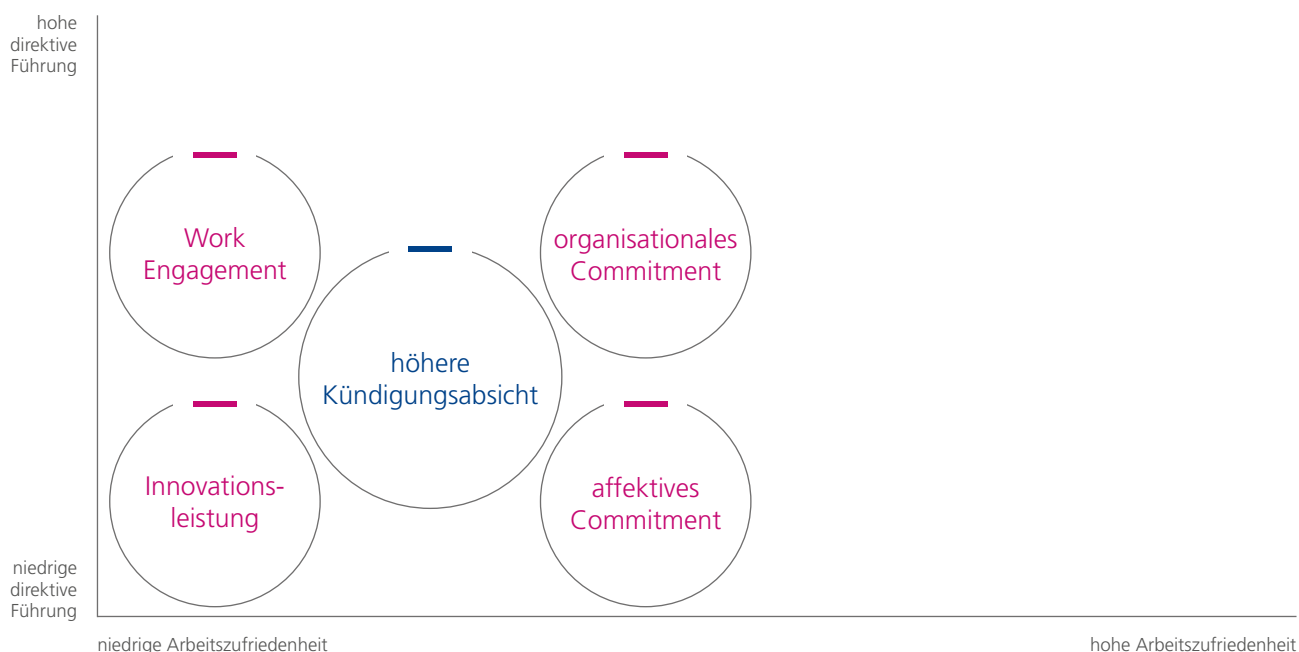 hohe
direktive
Führung
Work
Engagement
organisationales
Commitment
höhere
Kündigungsabsicht
Innovations-
leistung
affektives
Commitment
niedrige
direktive
Führung
niedrige Arbeitszufriedenheit
hohe Arbeitszufriedenheit